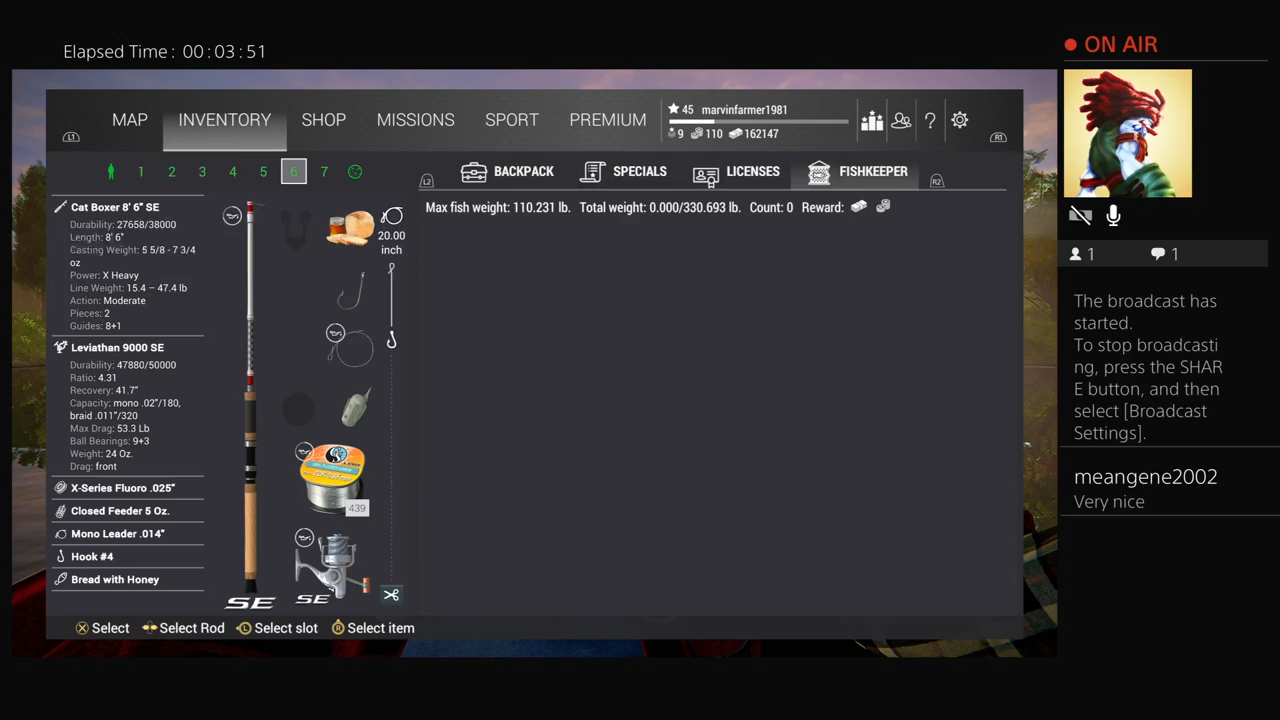 Elapsed Time : 00:03:51
ON AIR
MAP INVENTORY SHOP MISSIONS SPORT PREMIUM
45 marvinfarmer1981
9 110 162147
?
L1
R1
1 2 3 4 5 6 7
L2
BACKPACK SPECIALS LICENSES FISHKEEPER
R2
Max fish weight: 110.231 lb. Total weight: 0.000/330.693 lb. Count: 0 Reward:
Cat Boxer 8' 6" SE
Durability: 27658/38000
Length: 8' 6"
Casting Weight: 5 5/8 - 7 3/4
oz
Power: X Heavy
Line Weight: 15.4 – 47.4 lb
Action: Moderate
Pieces: 2
Guides: 8+1
Leviathan 9000 SE
Durability: 47880/50000
Ratio: 4.31
Recovery: 41.7"
Capacity: mono .02"/180,
braid .011"/320
Max Drag: 53.3 Lb
Ball Bearings: 9+3
Weight: 24 Oz.
Drag: front
X-Series Fluoro .025"
Closed Feeder 5 Oz.
Mono Leader .014"
Hook #4
Bread with Honey
20.00
inch
439
SE
SE
Select Select Rod L Select slot R Select item
1 1
The broadcast has
started.
To stop broadcasti
ng, press the SHAR
E button, and then
select [Broadcast
Settings].
meangene2002
Very nice